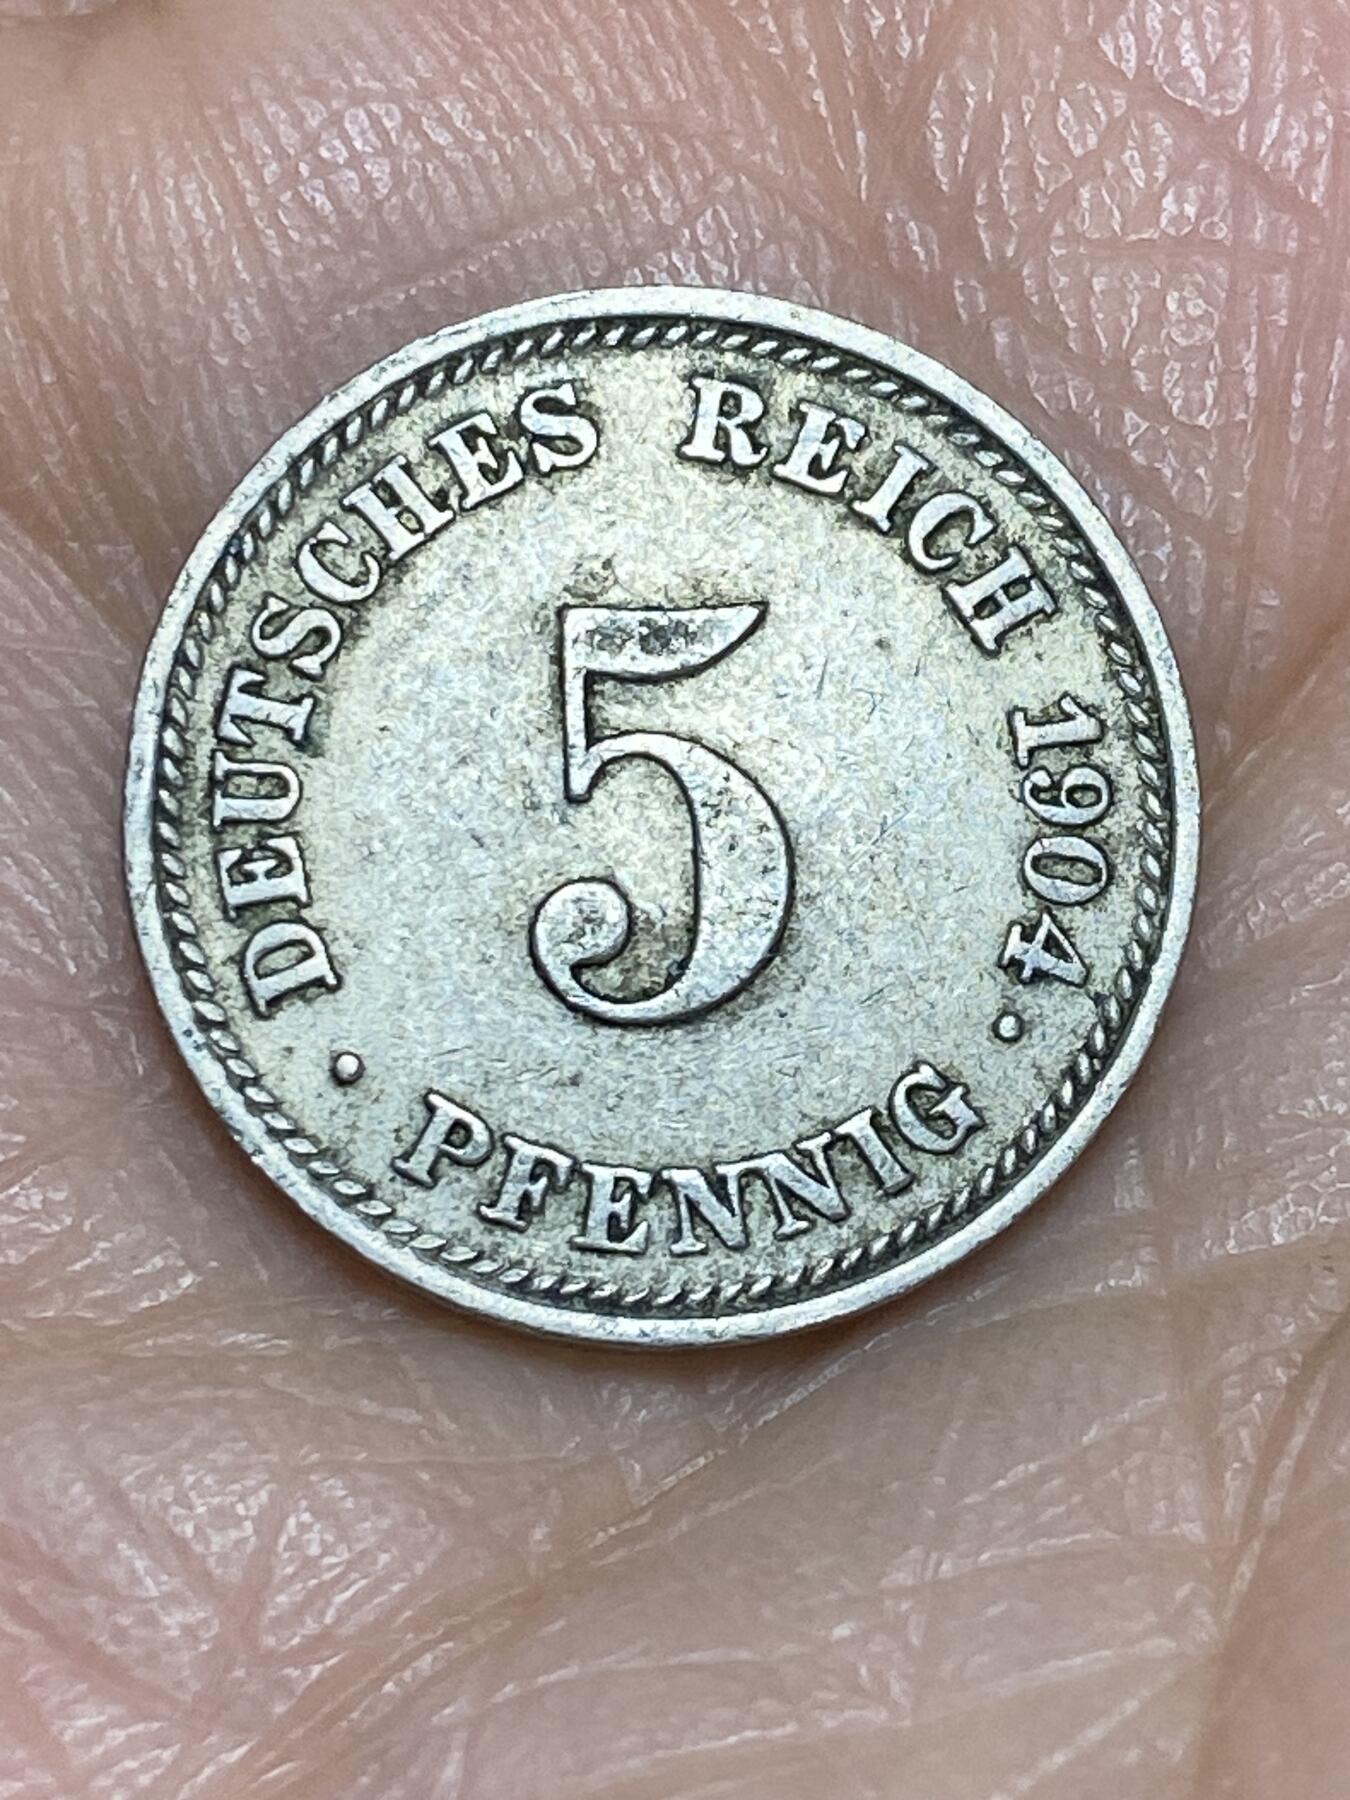 DEUTSCHES REICH 1904
5
· PFENNIG ·